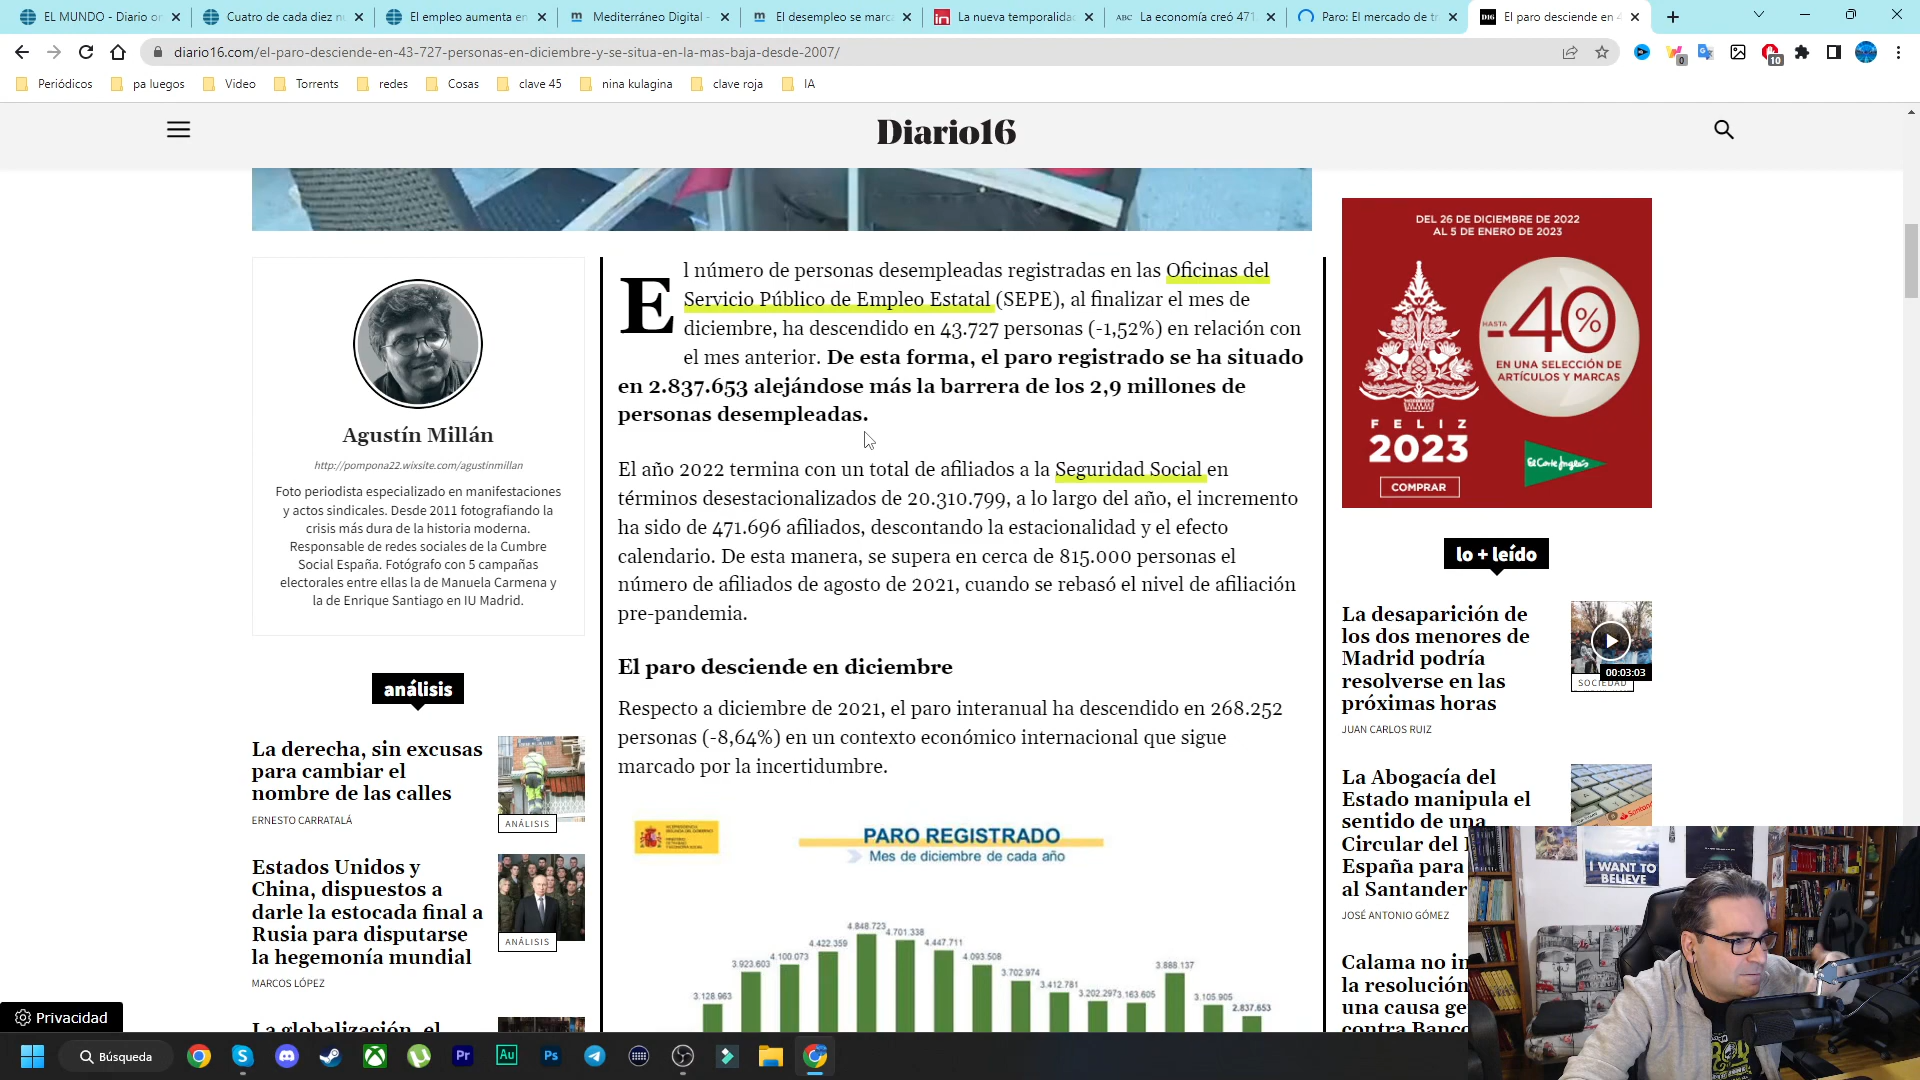 EL MUNDO - Diario on
Cuatro de cada diez nu
El empleo aumenta en
Mediterráneo Digital -
El desempleo se marc
La nueva temporalidad
ABC
La economía creó 471
Paro: El mercado de tr
D16
El paro desciende en 4
diario16.com/el-paro-desciende-en-43-727-personas-en-diciembre-y-se-situa-en-la-mas-baja-desde-2007/
0
10
Periódicos
pa luegos
Video
Torrents
redes
Cosas
clave 45
nina kulagina
clave roja
IA
Diario16
Agustín Millán
http://pompona22.wixsite.com/agustinmillan
Foto periodista especializado en manifestaciones
y actos sindicales. Desde 2011 fotografiando la
crisis más dura de la historia moderna.
Responsable de redes sociales de la Cumbre
Social España. Fotógrafo con 5 campañas
electorales entre ellas la de Manuela Carmena y
la de Enrique Santiago en IU Madrid.
análisis
La derecha, sin excusas
para cambiar el
nombre de las calles
ERNESTO CARRATALÁ
ANÁLISIS
Estados Unidos y
China, dispuestos a
darle la estocada final a
Rusia para disputarse
la hegemonía mundial
MARCOS LÓPEZ
ANÁLISIS
La globalización, el
Privacidad
El número de personas desempleadas registradas en las Oficinas del
Servicio Público de Empleo Estatal (SEPE), al finalizar el mes de
diciembre, ha descendido en 43.727 personas (-1,52%) en relación con
el mes anterior. De esta forma, el paro registrado se ha situado
en 2.837.653 alejándose más la barrera de los 2,9 millones de
personas desempleadas.
El año 2022 termina con un total de afiliados a la Seguridad Social en
términos desestacionalizados de 20.310.799, a lo largo del año, el incremento
ha sido de 471.696 afiliados, descontando la estacionalidad y el efecto
calendario. De esta manera, se supera en cerca de 815.000 personas el
número de afiliados de agosto de 2021, cuando se rebasó el nivel de afiliación
pre-pandemia.
El paro desciende en diciembre
Respecto a diciembre de 2021, el paro interanual ha descendido en 268.252
personas (-8,64%) en un contexto económico internacional que sigue
marcado por la incertidumbre.
PARO REGISTRADO
Mes de diciembre de cada año
3.128.963
3.923.603
4.100.073
4.422.359
4.848.723
4.701.338
4.447.711
4.093.508
3.702.974
3.412.781
3.202.297
3.163.605
3.888.137
3.105.905
2.837.653
DEL 26 DE DICIEMBRE DE 2022
AL 5 DE ENERO DE 2023
HASTA
-40%
EN UNA SELECCIÓN DE
ARTÍCULOS Y MARCAS
FELIZ
2023
El Corte Inglés
COMPRAR
lo + leído
La desaparición de
los dos menores de
Madrid podría
resolverse en las
próximas horas
JUAN CARLOS RUIZ
00:03:03
SOCIEDAD
La Abogacía del
Estado manipula el
sentido de una
Circular del
España para
al Santander
JOSÉ ANTONIO GÓMEZ
Calama no in
la resolución
una causa ge
contra Banco
I WANT TO
BELIEVE
Búsqueda
Pr
Au
Ps